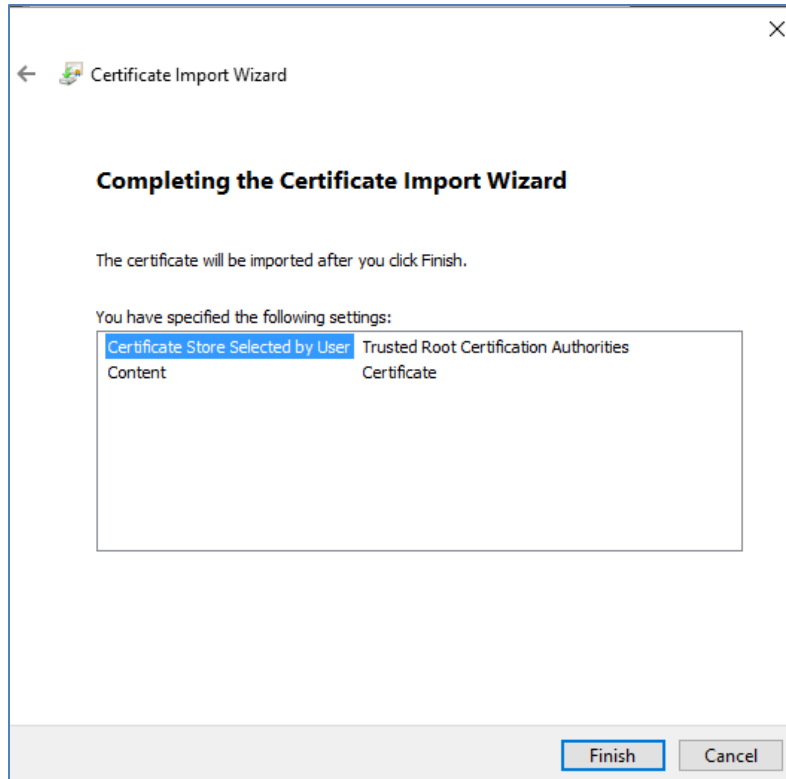 Certificate Import Wizard
Completing the Certificate Import Wizard
The certificate will be imported after you click Finish.
You have specified the following settings:
Certificate Store Selected by User Trusted Root Certification Authorities
Content Certificate
Finish Cancel